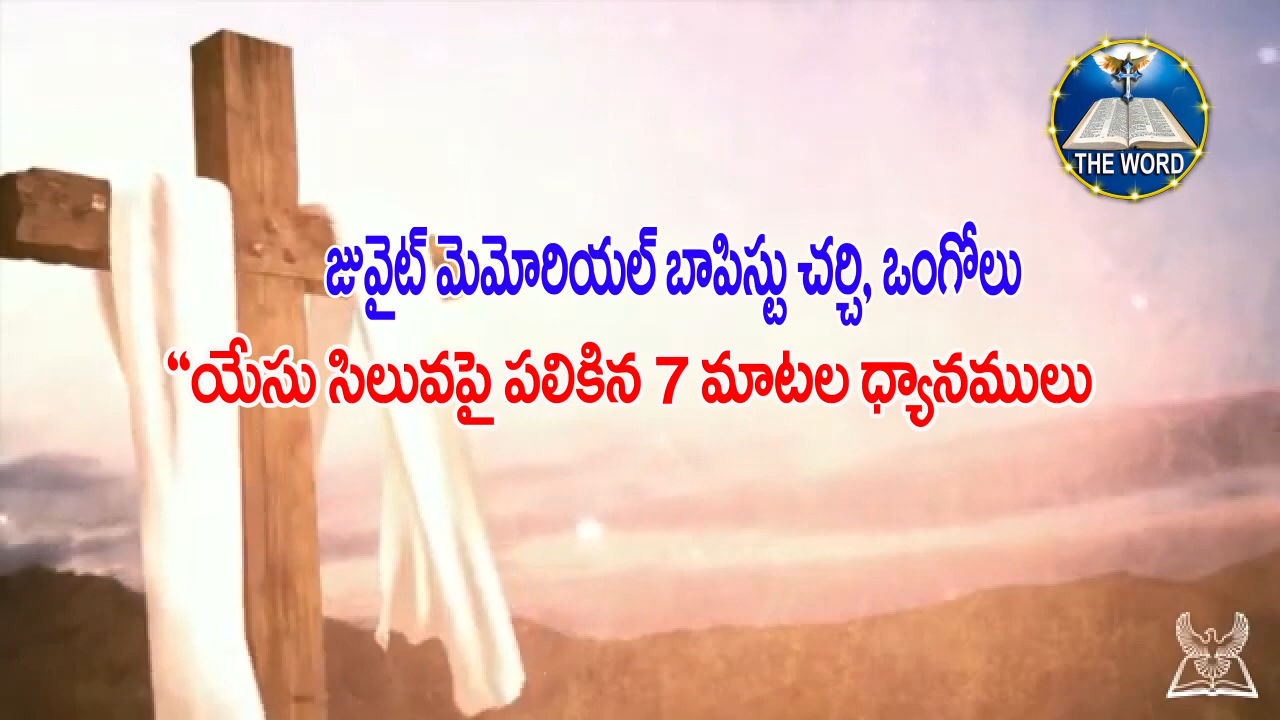 THE WORD
జువైట్ మెమోరియల్ బాపిస్టు చర్చి, ఒంగోలు
“యేసు సిలువపై పలికిన 7 మాటల ధ్యానములు